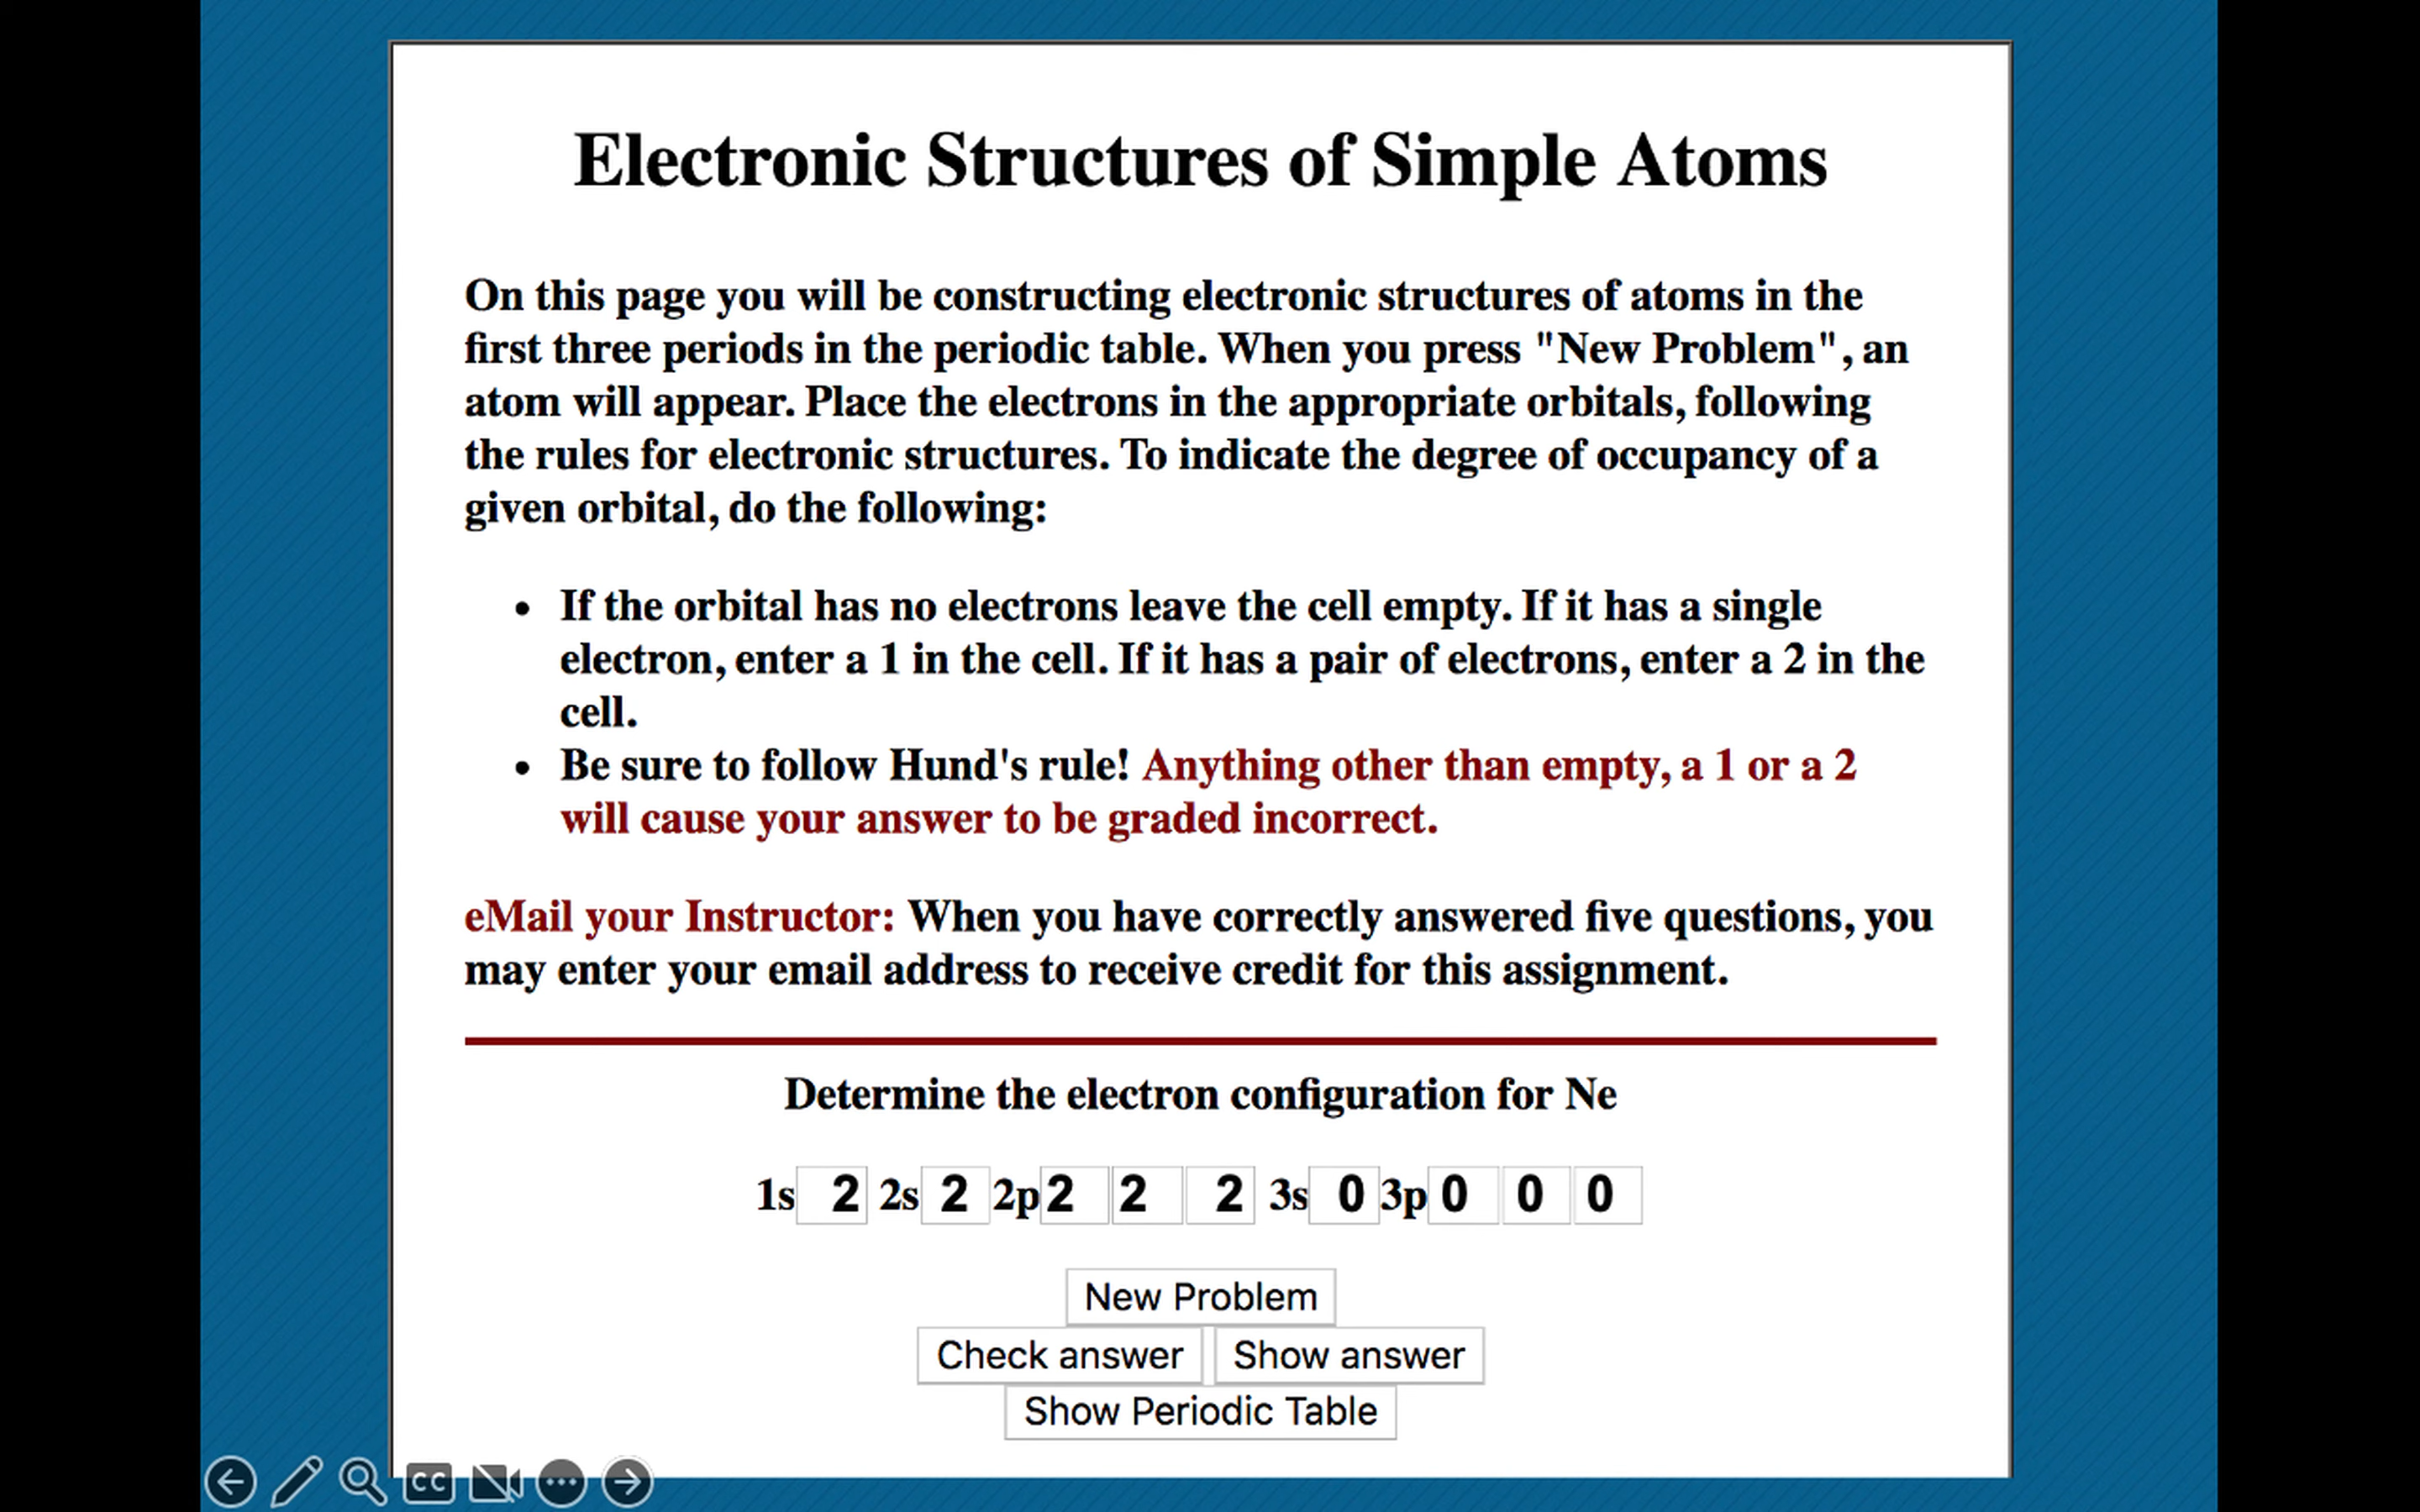 Electronic Structures of Simple Atoms
On this page you will be constructing electronic structures of atoms in the
first three periods in the periodic table. When you press "New Problem", an
atom will appear. Place the electrons in the appropriate orbitals, following
the rules for electronic structures. To indicate the degree of occupancy of a
given orbital, do the following:
• If the orbital has no electrons leave the cell empty. If it has a single
electron, enter a 1 in the cell. If it has a pair of electrons, enter a 2 in the
cell.
• Be sure to follow Hund's rule! Anything other than empty, a 1 or a 2
will cause your answer to be graded incorrect.
eMail your Instructor: When you have correctly answered five questions, you
may enter your email address to receive credit for this assignment.
Determine the electron configuration for Ne
1s 2 2s 2 2p 2 2 2 3s 0 3p 0 0 0
New Problem
Check answer Show answer
Show Periodic Table
CC